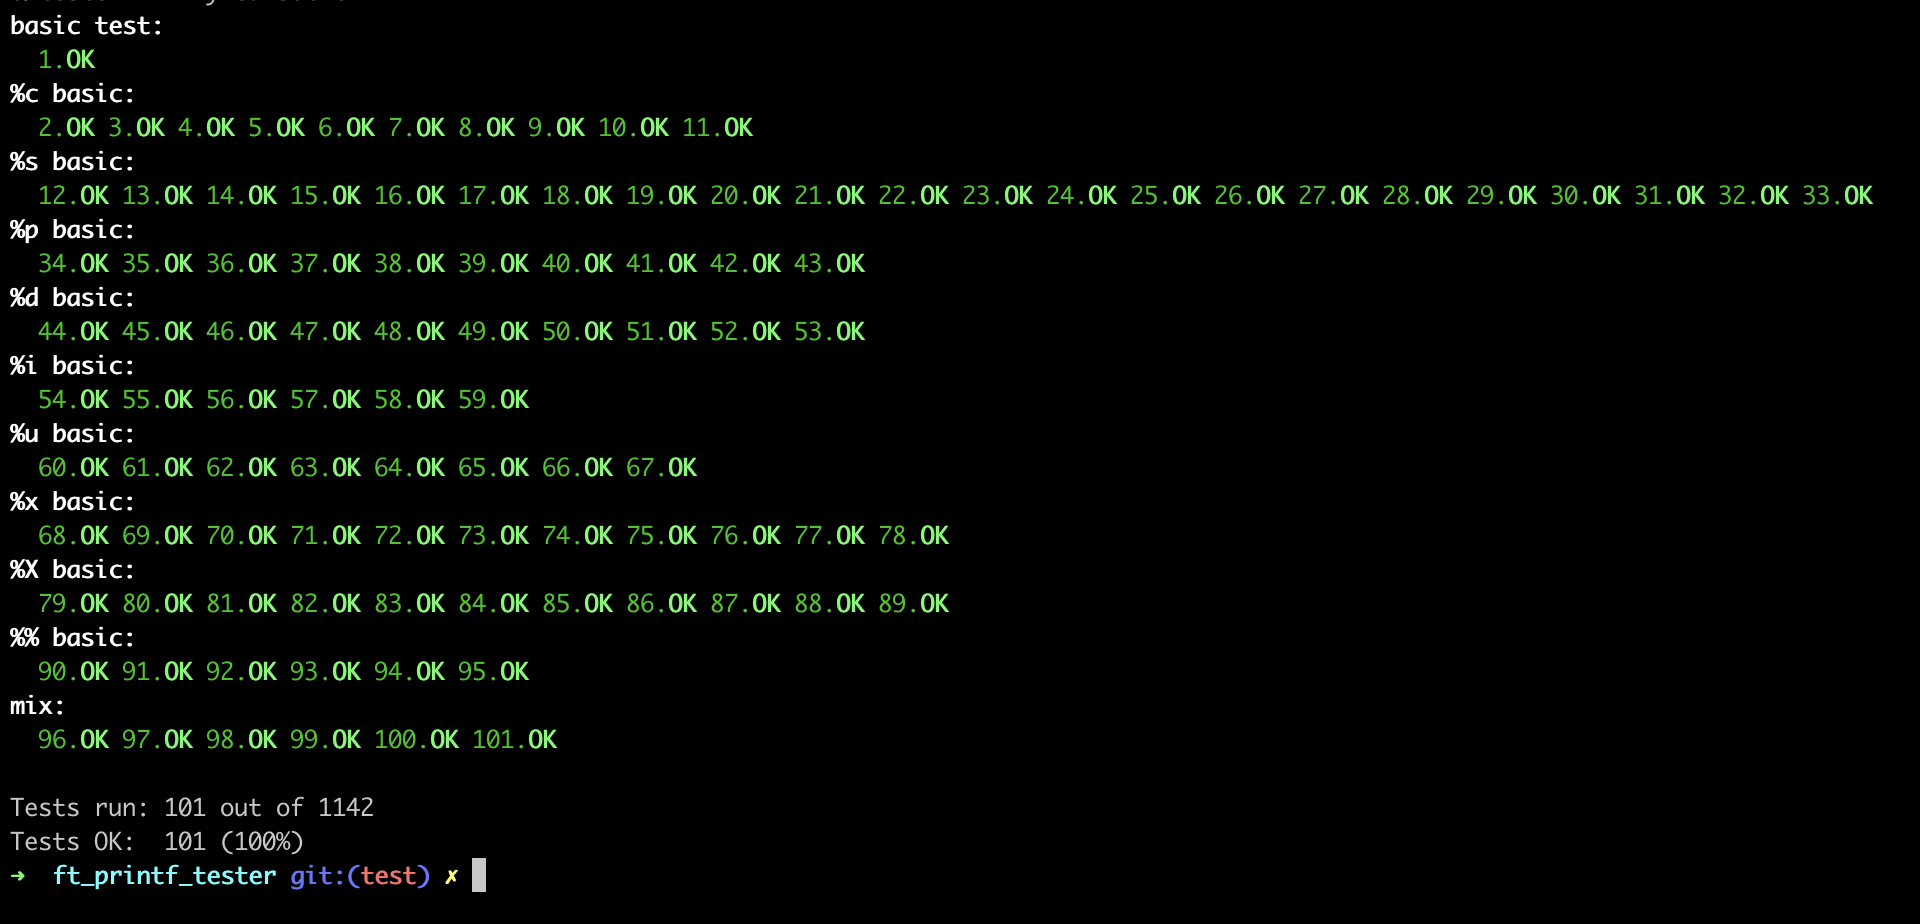 basic test:
1.OK
%c basic:
2.OK 3.OK 4.OK 5.OK 6.OK 7.OK 8.OK 9.OK 10.OK 11.OK
%s basic:
12.OK 13.OK 14.OK 15.OK 16.OK 17.OK 18.OK 19.OK 20.OK 21.OK 22.OK 23.OK 24.OK 25.OK 26.OK 27.OK 28.OK 29.OK 30.OK 31.OK 32.OK 33.OK
%p basic:
34.OK 35.OK 36.OK 37.OK 38.OK 39.OK 40.OK 41.OK 42.OK 43.OK
%d basic:
44.OK 45.OK 46.OK 47.OK 48.OK 49.OK 50.OK 51.OK 52.OK 53.OK
%i basic:
54.OK 55.OK 56.OK 57.OK 58.OK 59.OK
%u basic:
60.OK 61.OK 62.OK 63.OK 64.OK 65.OK 66.OK 67.OK
%x basic:
68.OK 69.OK 70.OK 71.OK 72.OK 73.OK 74.OK 75.OK 76.OK 77.OK 78.OK
%X basic:
79.OK 80.OK 81.OK 82.OK 83.OK 84.OK 85.OK 86.OK 87.OK 88.OK 89.OK
%% basic:
90.OK 91.OK 92.OK 93.OK 94.OK 95.OK
mix:
96.OK 97.OK 98.OK 99.OK 100.OK 101.OK
Tests run: 101 out of 1142
Tests OK:  101 (100%)
➜  ft_printf_tester git:(test) ✗